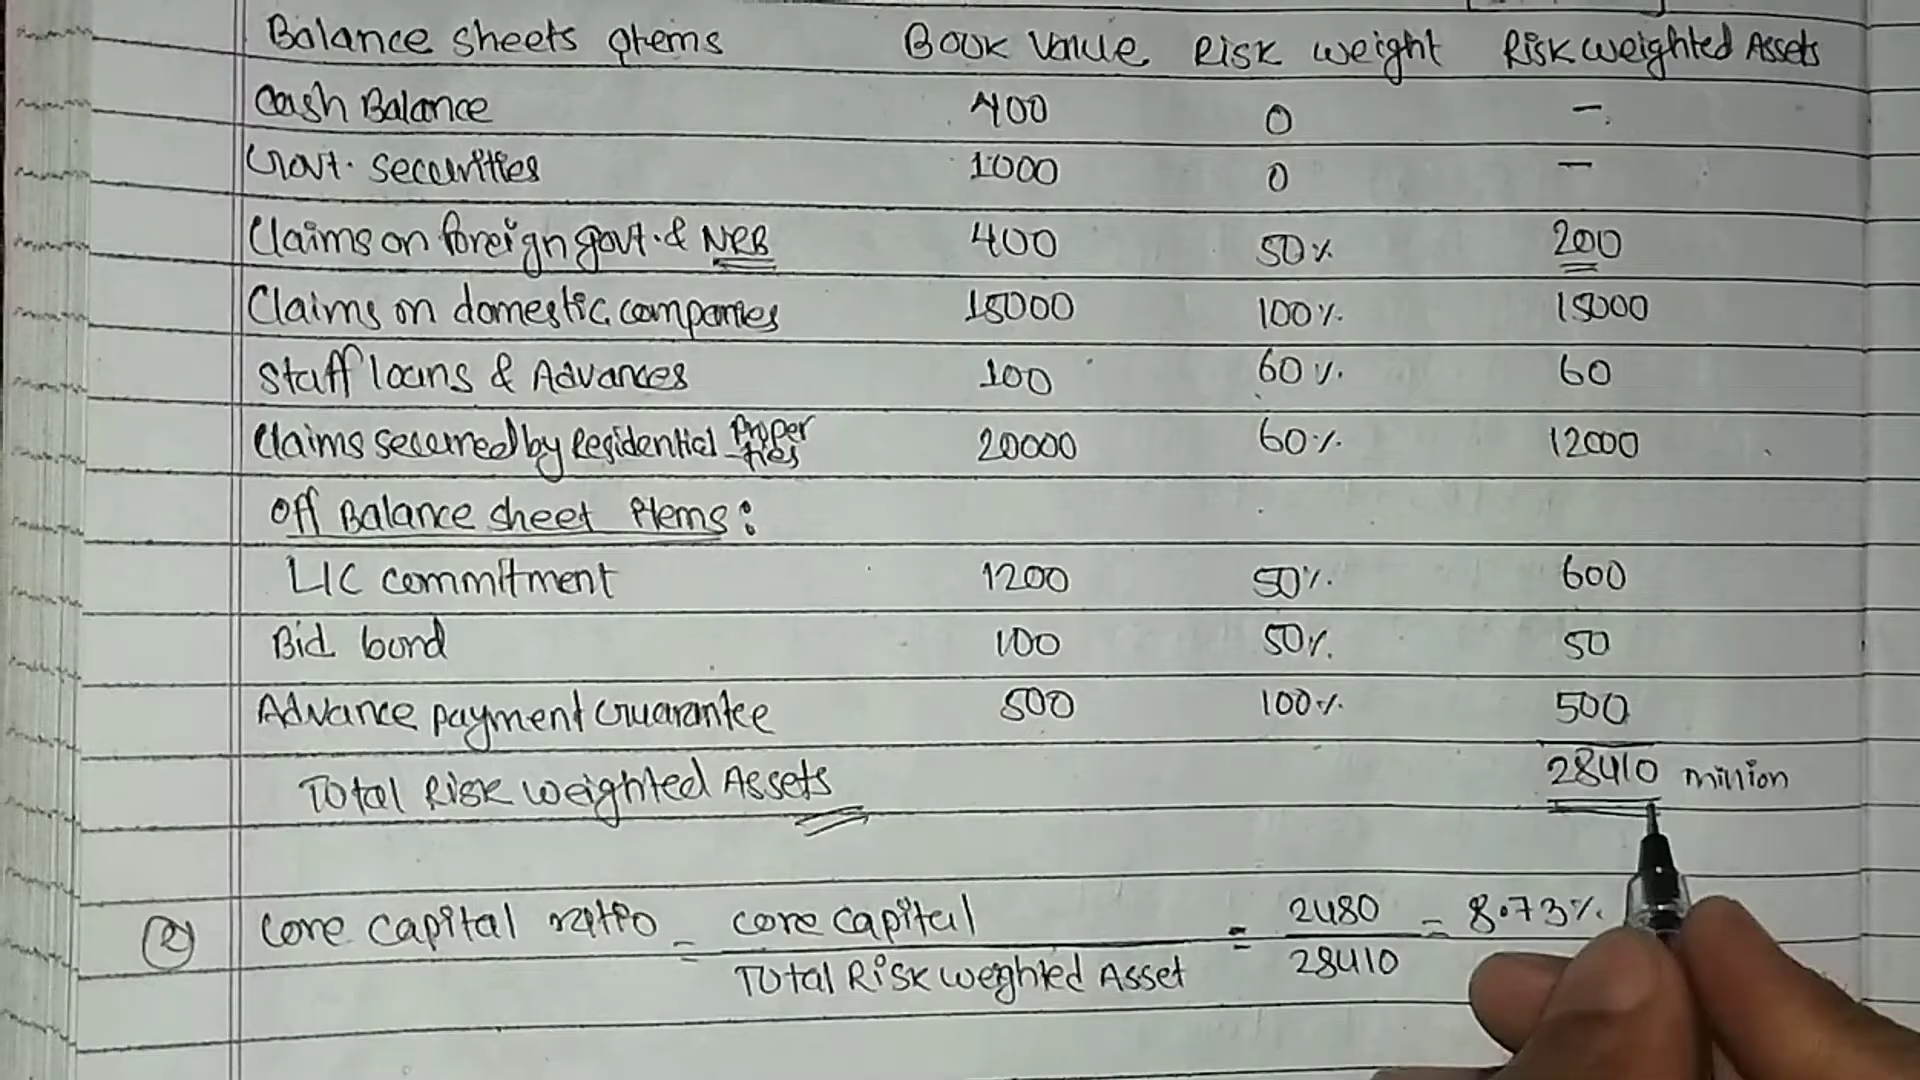 Balance sheets items Book Value Risk weight Risk weighted Assets
Cash Balance 400 0 -
Govt. securities 1000 0 -
Claims on foreign govt. & NRB 400 50% 200
Claims on domestic companies 15000 100% 15000
Staff loans & Advances 100 60% 60
Claims secured by Residential Properties 20000 60% 12000
Off Balance sheet items:
L/C commitment 1200 50% 600
Bid bond 100 50% 50
Advance payment Guarantee 500 100% 500
Total Risk weighted Assets 28410 million
(e) Core capital ratio = Core capital / Total Risk weighted Asset = 2480 / 28410 = 8.73%